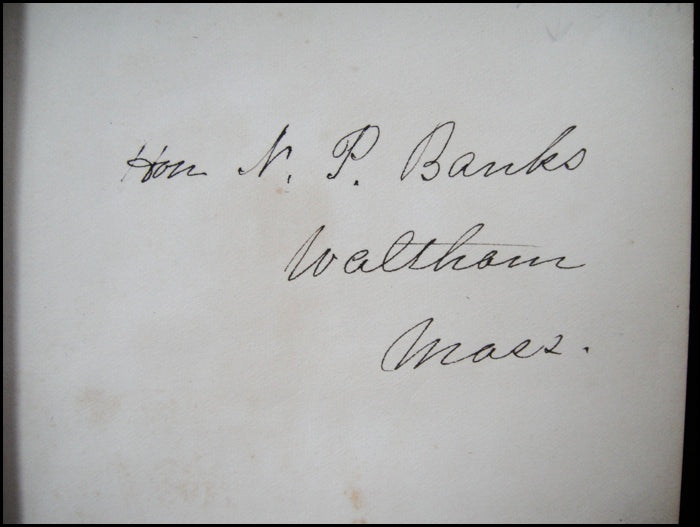 Hon N. P. Banks
Waltham
Mass.